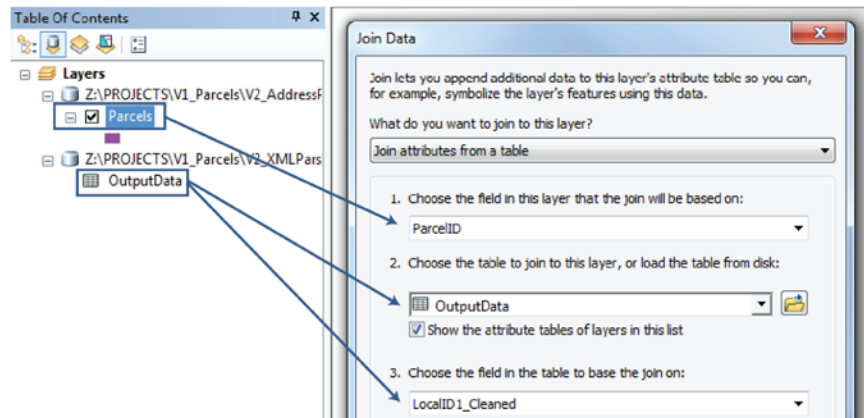 Table Of Contents
Layers
Z:\PROJECTS\V1_Parcels\V2_AddressF
Parcels
Z:\PROJECTS\V1_Parcels\V2_XMLPars
OutputData
Join Data
Join lets you append additional data to this layer's attribute table so you can,
for example, symbolize the layer's features using this data.
What do you want to join to this layer?
Join attributes from a table
1. Choose the field in this layer that the join will be based on:
ParcelID
2. Choose the table to join to this layer, or load the table from disk:
OutputData
Show the attribute tables of layers in this list
3. Choose the field in the table to base the join on:
LocalID1_Cleaned